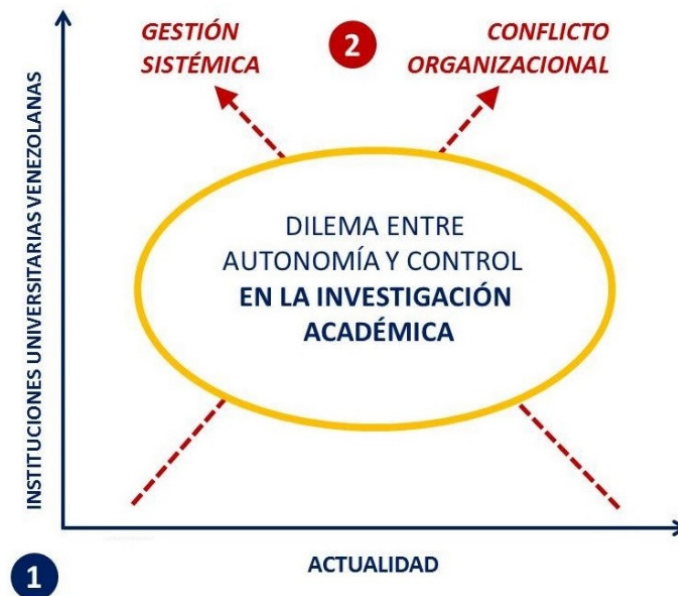 GESTIÓN
SISTÉMICA
2
CONFLICTO
ORGANIZACIONAL
DILEMA ENTRE
AUTONOMÍA Y CONTROL
EN LA INVESTIGACIÓN
ACADÉMICA
INSTITUCIONES UNIVERSITARIAS VENEZOLANAS
1
ACTUALIDAD